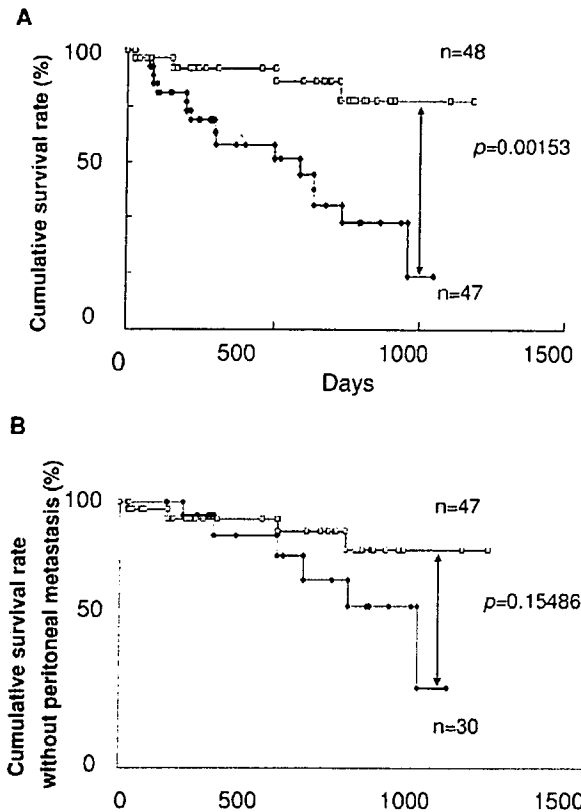 A
Cumulative survival rate (%)
100
50
0
n=48
p=0.00153
n=47
0
500
1000
1500
Days
B
Cumulative survival rate
without peritoneal metastasis (%)
100
50
0
n=47
p=0.15486
n=30
0
500
1000
1500